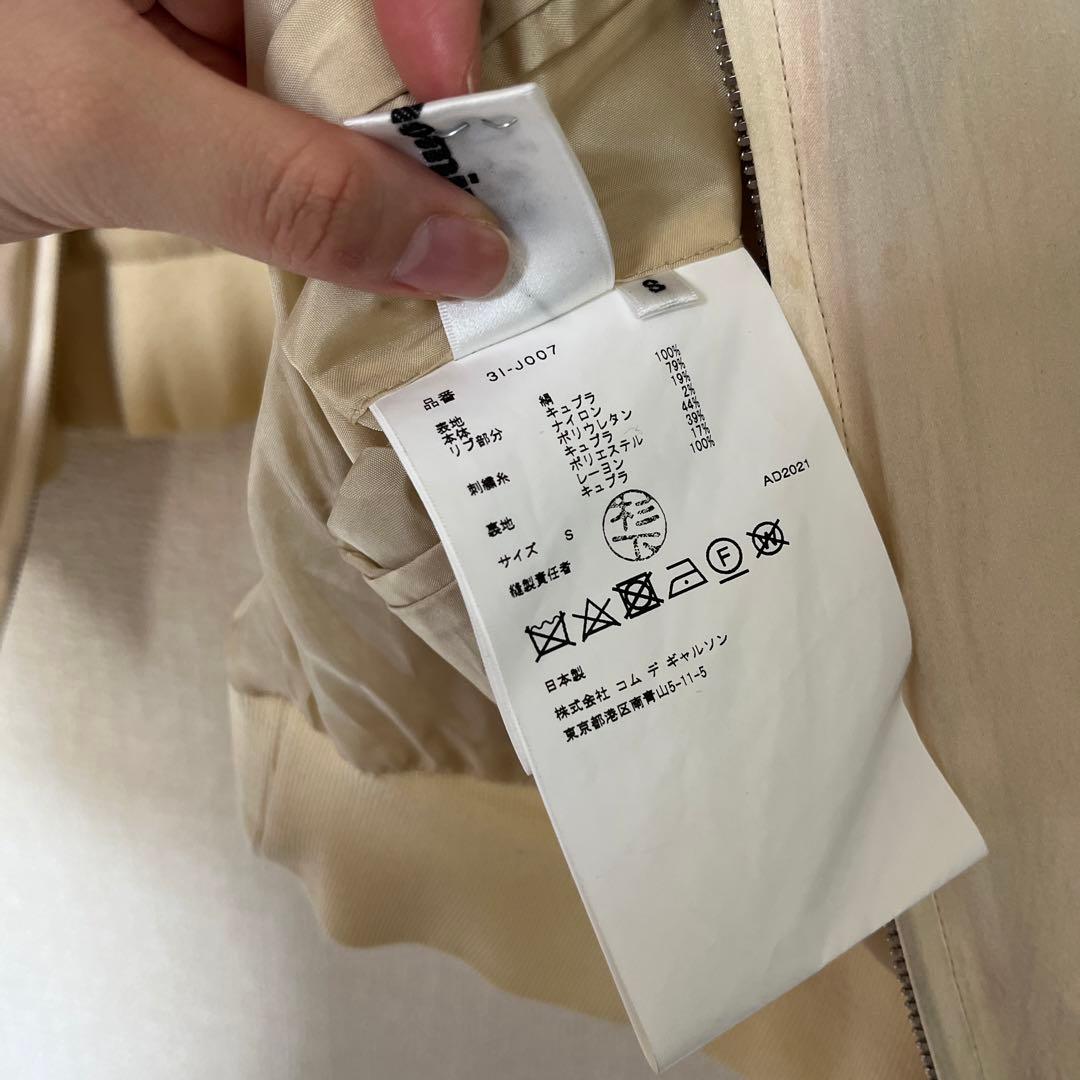 omi
S
品番 3I-J007
表地
本体 絹 100%
リブ部分 キュプラ 79%
ナイロン 19%
ポリウレタン 2%
刺繍糸 キュプラ 44%
ポリエステル 39%
レーヨン 17%
裏地 キュプラ 100%
サイズ S
縫製責任者 杉下
AD2021
F
W
日本製
株式会社 コム デ ギャルソン
東京都港区南青山5-11-5